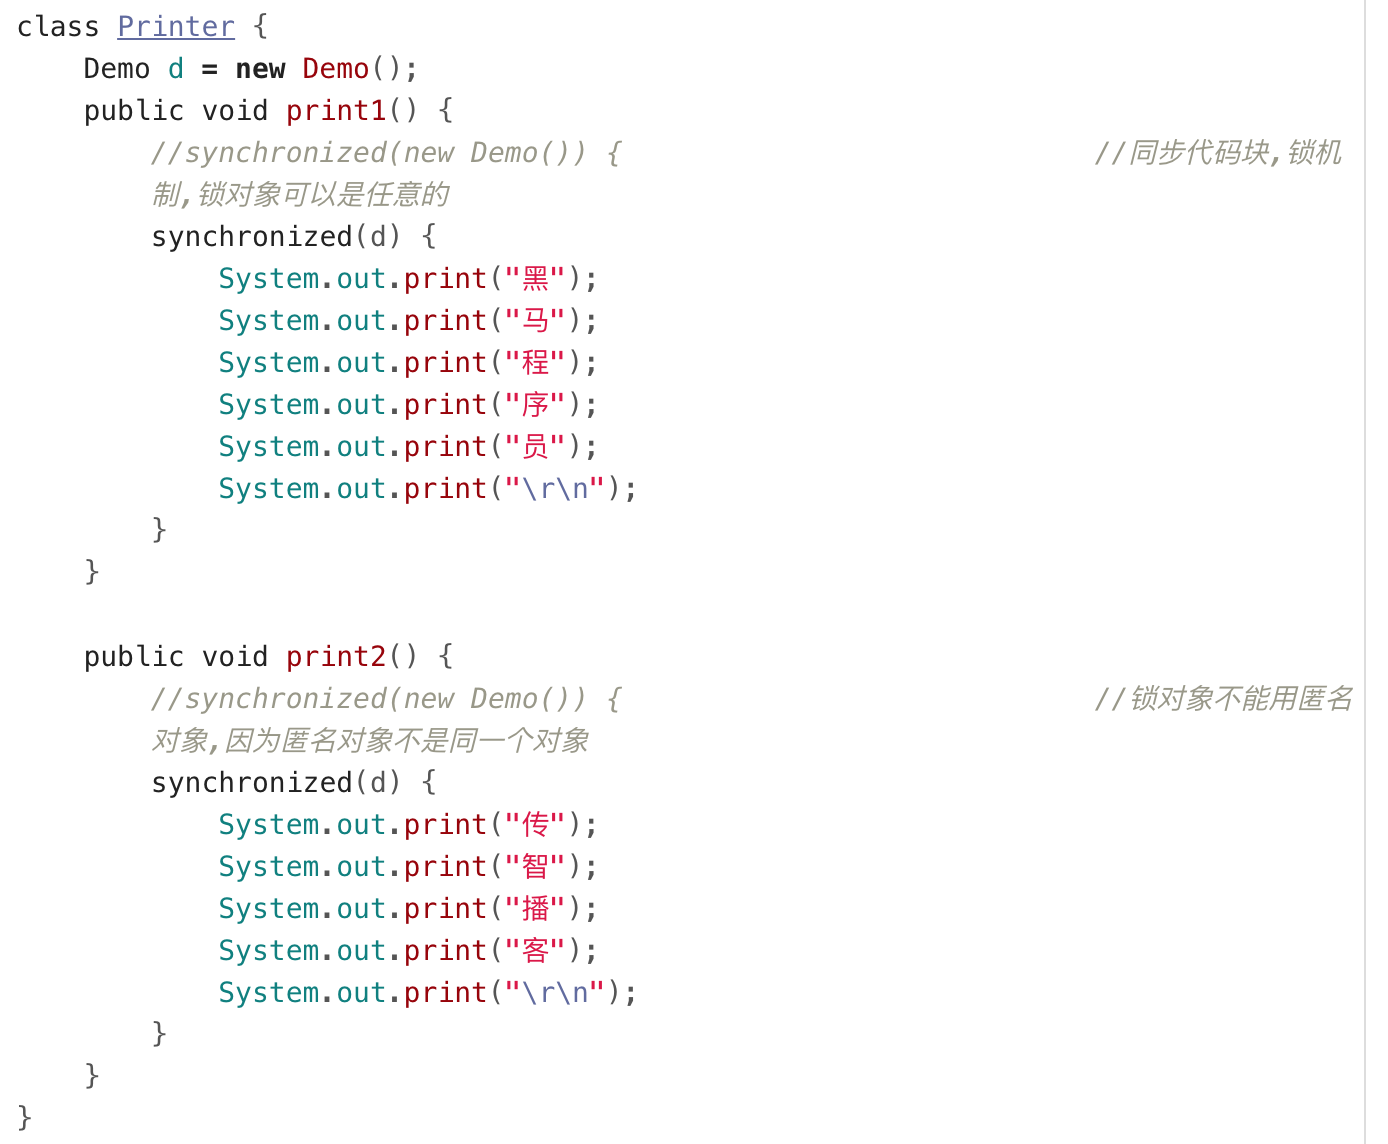 class Printer {
    Demo d = new Demo();
    public void print1() {
        //synchronized(new Demo()) {                            //同步代码块,锁机
        制,锁对象可以是任意的
        synchronized(d) {
            System.out.print("黑");
            System.out.print("马");
            System.out.print("程");
            System.out.print("序");
            System.out.print("员");
            System.out.print("\r\n");
        }
    }

    public void print2() {
        //synchronized(new Demo()) {                            //锁对象不能用匿名
        对象,因为匿名对象不是同一个对象
        synchronized(d) {
            System.out.print("传");
            System.out.print("智");
            System.out.print("播");
            System.out.print("客");
            System.out.print("\r\n");
        }
    }
}